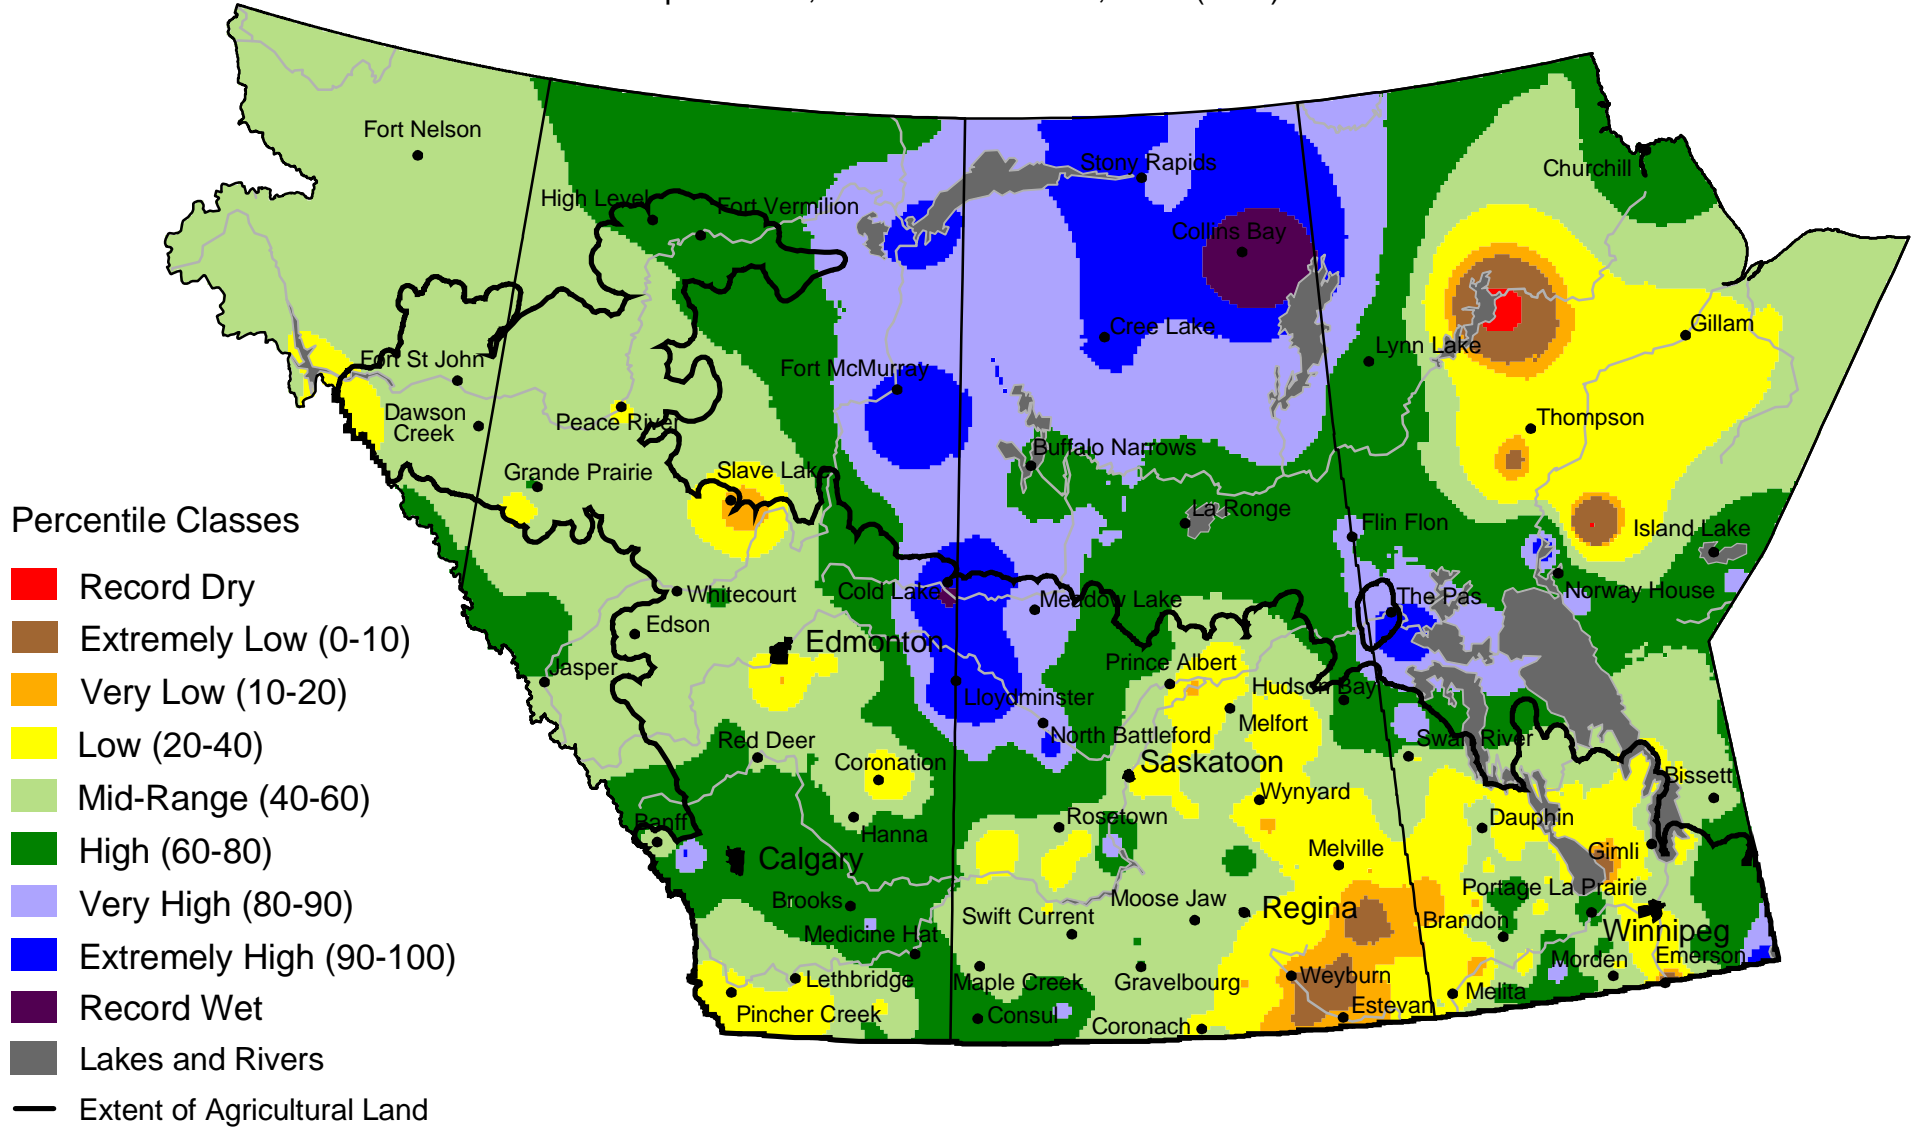 Fort Nelson
Churchill
Stony Rapids
High Level
Fort Vermilion
Collins Bay
Cree Lake
Gillam
Lynn Lake
Fort St John
Fort McMurray
Dawson
Creek
Peace River
Thompson
Buffalo Narrows
Grande Prairie
Slave Lake
La Ronge
Flin Flon
Island Lake
Whitecourt
Cold Lake
Meadow Lake
The Pas
Norway House
Edson
Edmonton
Jasper
Prince Albert
Hudson Bay
Lloydminster
Melfort
North Battleford
Swan River
Red Deer
Coronation
Saskatoon
Bissett
Wynyard
Banff
Hanna
Rosetown
Dauphin
Calgary
Melville
Gimli
Brooks
Moose Jaw
Portage La Prairie
Swift Current
Regina
Brandon
Winnipeg
Medicine Hat
Morden
Emerson
Lethbridge
Maple Creek
Gravelbourg
Weyburn
Melita
Pincher Creek
Consul
Coronach
Estevan
Percentile Classes
Record Dry
Extremely Low (0-10)
Very Low (10-20)
Low (20-40)
Mid-Range (40-60)
High (60-80)
Very High (80-90)
Extremely High (90-100)
Record Wet
Lakes and Rivers
Extent of Agricultural Land